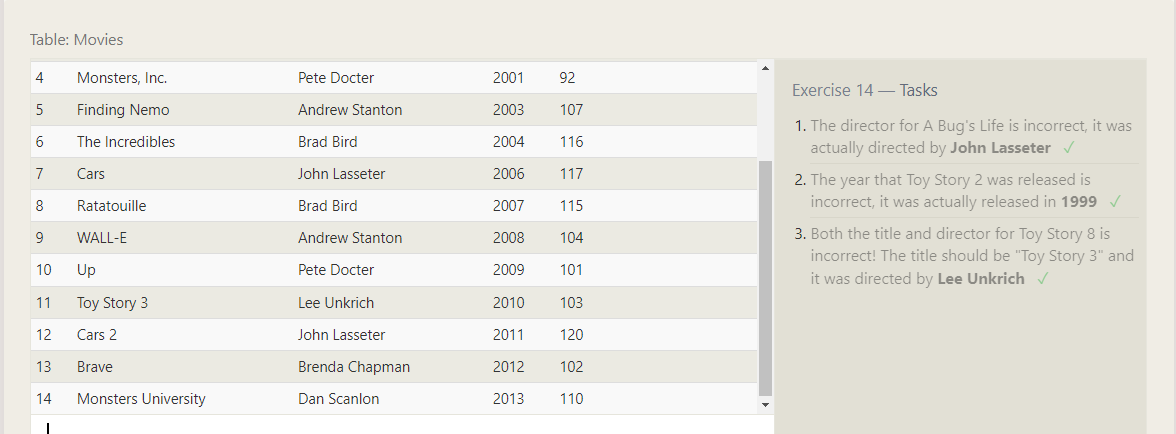 Table: Movies
4 Monsters, Inc. Pete Docter 2001 92
5 Finding Nemo Andrew Stanton 2003 107
6 The Incredibles Brad Bird 2004 116
7 Cars John Lasseter 2006 117
8 Ratatouille Brad Bird 2007 115
9 WALL-E Andrew Stanton 2008 104
10 Up Pete Docter 2009 101
11 Toy Story 3 Lee Unkrich 2010 103
12 Cars 2 John Lasseter 2011 120
13 Brave Brenda Chapman 2012 102
14 Monsters University Dan Scanlon 2013 110
Exercise 14 — Tasks
1. The director for A Bug's Life is incorrect, it was
actually directed by John Lasseter ✓
2. The year that Toy Story 2 was released is
incorrect, it was actually released in 1999 ✓
3. Both the title and director for Toy Story 8 is
incorrect! The title should be "Toy Story 3" and
it was directed by Lee Unkrich ✓